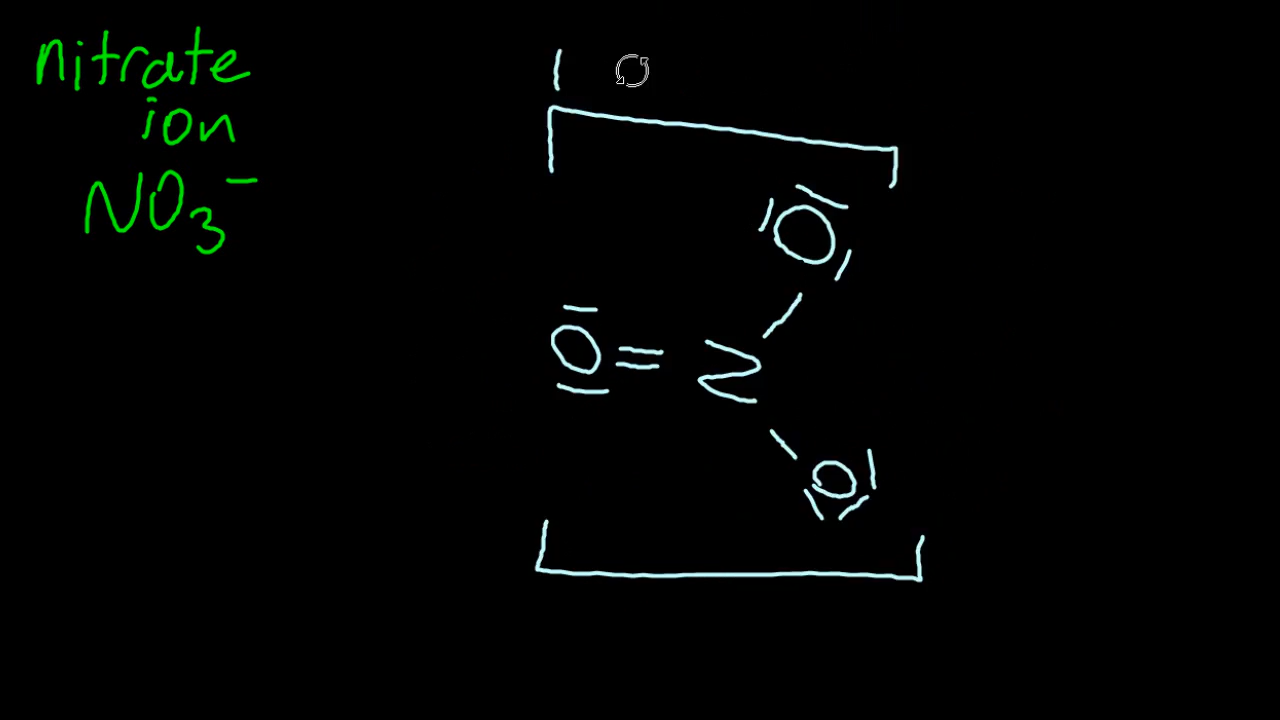 nitrate
ion
NO₃⁻
O
O = N
O